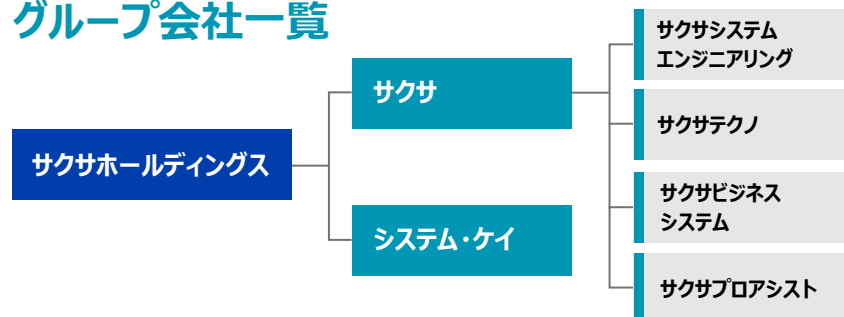 グループ会社一覧
サクサホールディングス
サクサ
システム・ケイ
サクサシステム
エンジニアリング
サクサテクノ
サクサビジネス
システム
サクサプロアシスト